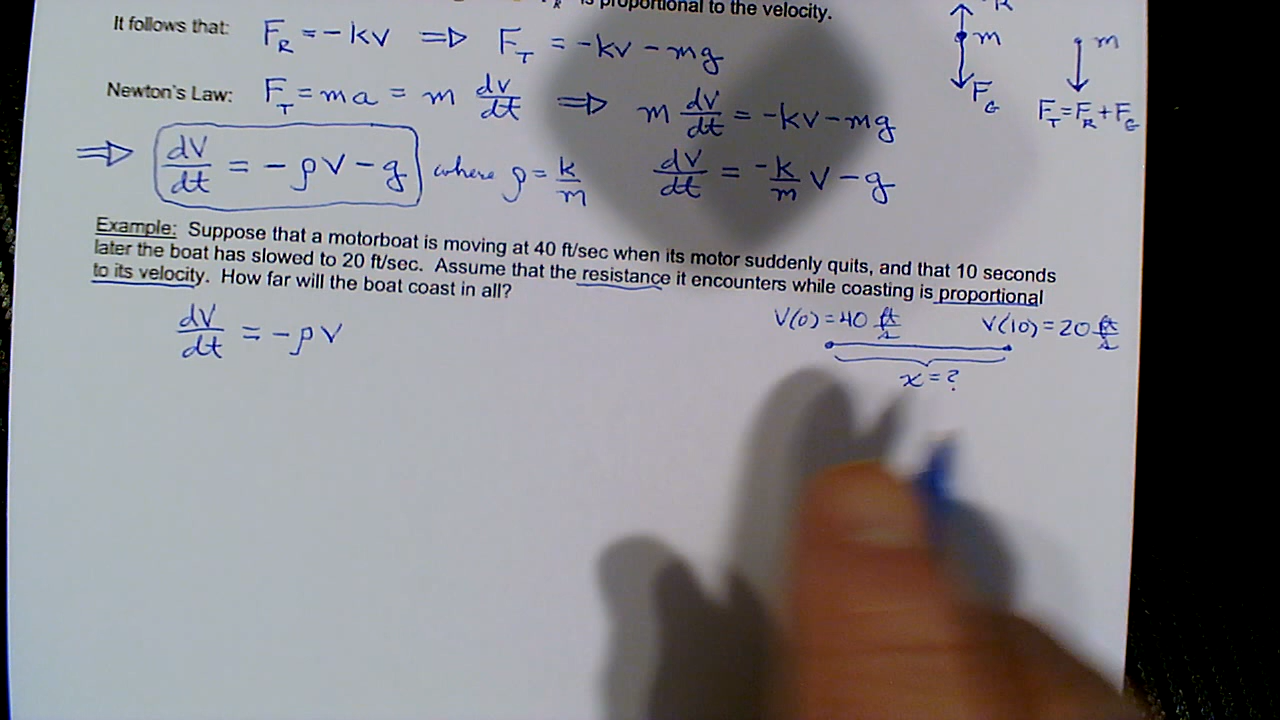 is proportional to the velocity.
It follows that: F_R = -kv ⇒ F_T = -kv - mg
m
F_G
m
F_T = F_R + F_G
Newton's Law: F_T = ma = m dv/dt ⇒ m dv/dt = -kv - mg
⇒ dv/dt = -ρv - g where ρ = k/m dv/dt = -k/m v - g
Example: Suppose that a motorboat is moving at 40 ft/sec when its motor suddenly quits, and that 10 seconds
later the boat has slowed to 20 ft/sec. Assume that the resistance it encounters while coasting is proportional
to its velocity. How far will the boat coast in all?
dv/dt = -ρv
v(0) = 40 ft/s v(10) = 20 ft/s
x = ?